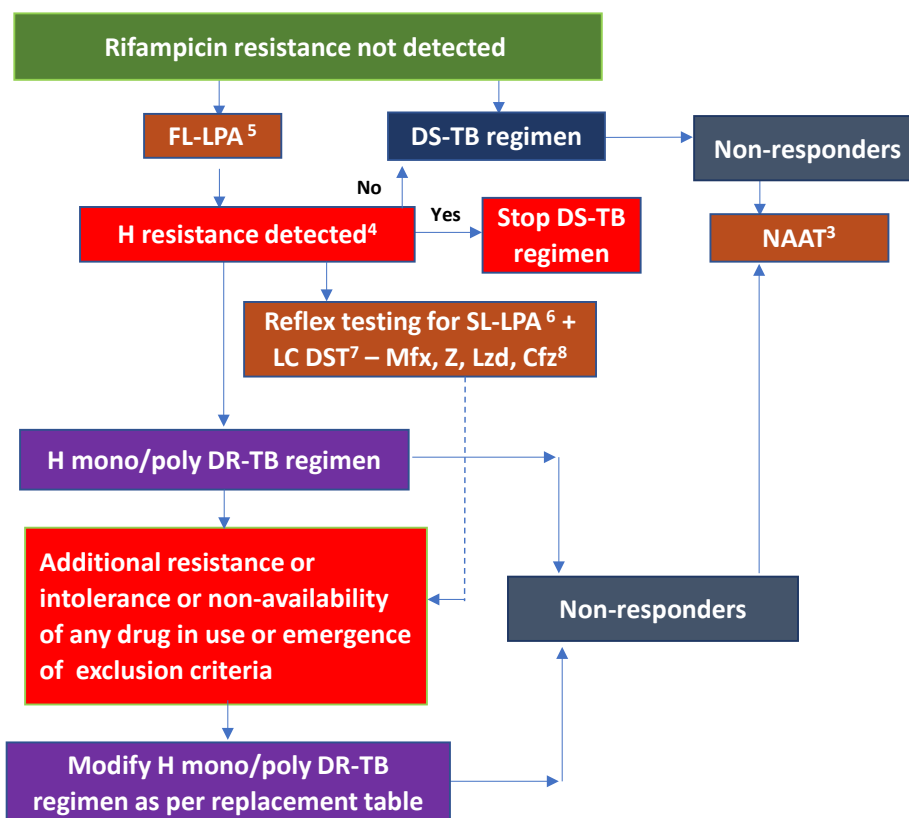 Rifampicin resistance not detected
FL-LPA ⁵
DS-TB regimen
Non-responders
No
Yes
H resistance detected⁴
Stop DS-TB
regimen
NAAT³
Reflex testing for SL-LPA ⁶ +
LC DST⁷ – Mfx, Z, Lzd, Cfz⁸
H mono/poly DR-TB regimen
Additional resistance or
intolerance or non-availability
of any drug in use or emergence
of exclusion criteria
Non-responders
Modify H mono/poly DR-TB
regimen as per replacement table